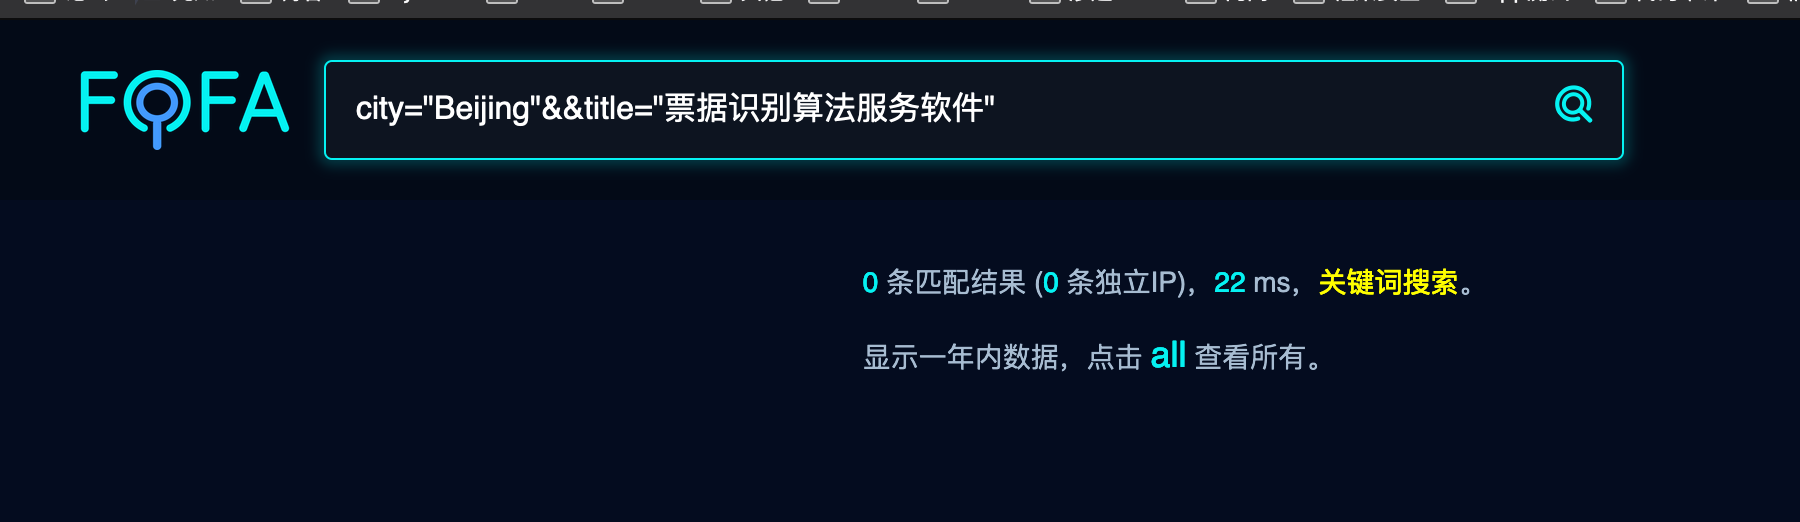 FOFA
city="Beijing"&&title="票据识别算法服务软件"
0 条匹配结果 (0 条独立IP)，22 ms，关键词搜索。
显示一年内数据，点击 all 查看所有。